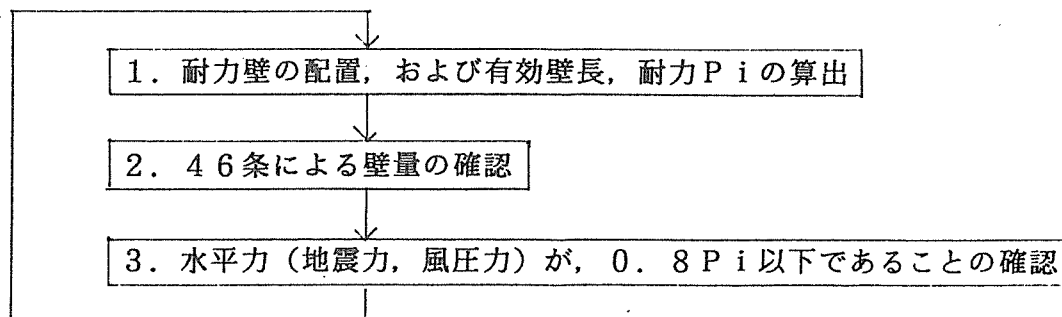 1．耐力壁の配置，および有効壁長，耐力Ｐｉの算出
2．４６条による壁量の確認
3．水平力（地震力，風圧力）が，０．８Ｐｉ以下であることの確認